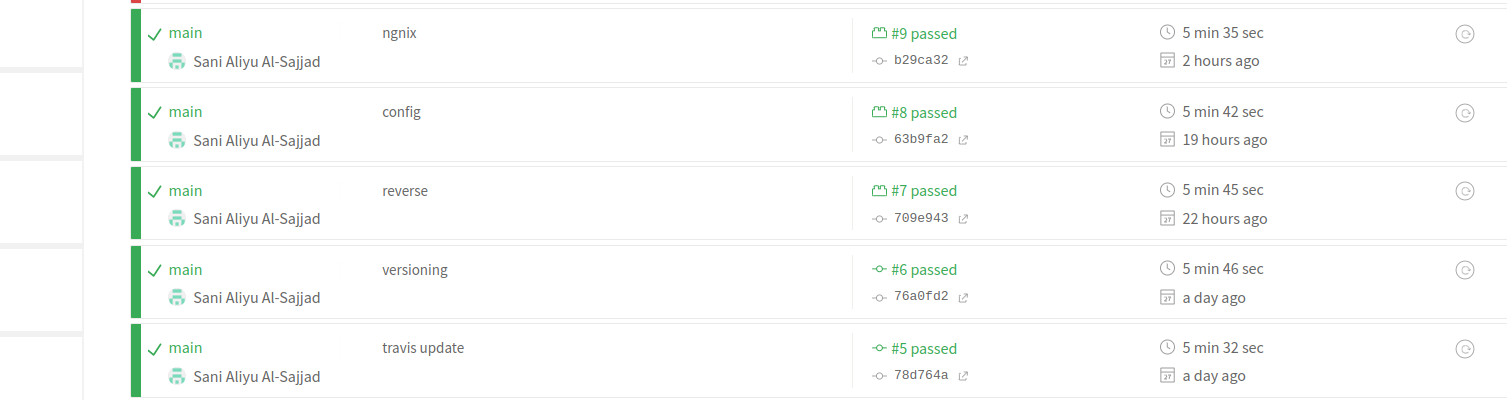 main ngnix #9 passed 5 min 35 sec
Sani Aliyu Al-Sajjad b29ca32 2 hours ago
main config #8 passed 5 min 42 sec
Sani Aliyu Al-Sajjad 63b9fa2 19 hours ago
main reverse #7 passed 5 min 45 sec
Sani Aliyu Al-Sajjad 709e943 22 hours ago
main versioning #6 passed 5 min 46 sec
Sani Aliyu Al-Sajjad 76a0fd2 a day ago
main travis update #5 passed 5 min 32 sec
Sani Aliyu Al-Sajjad 78d764a a day ago